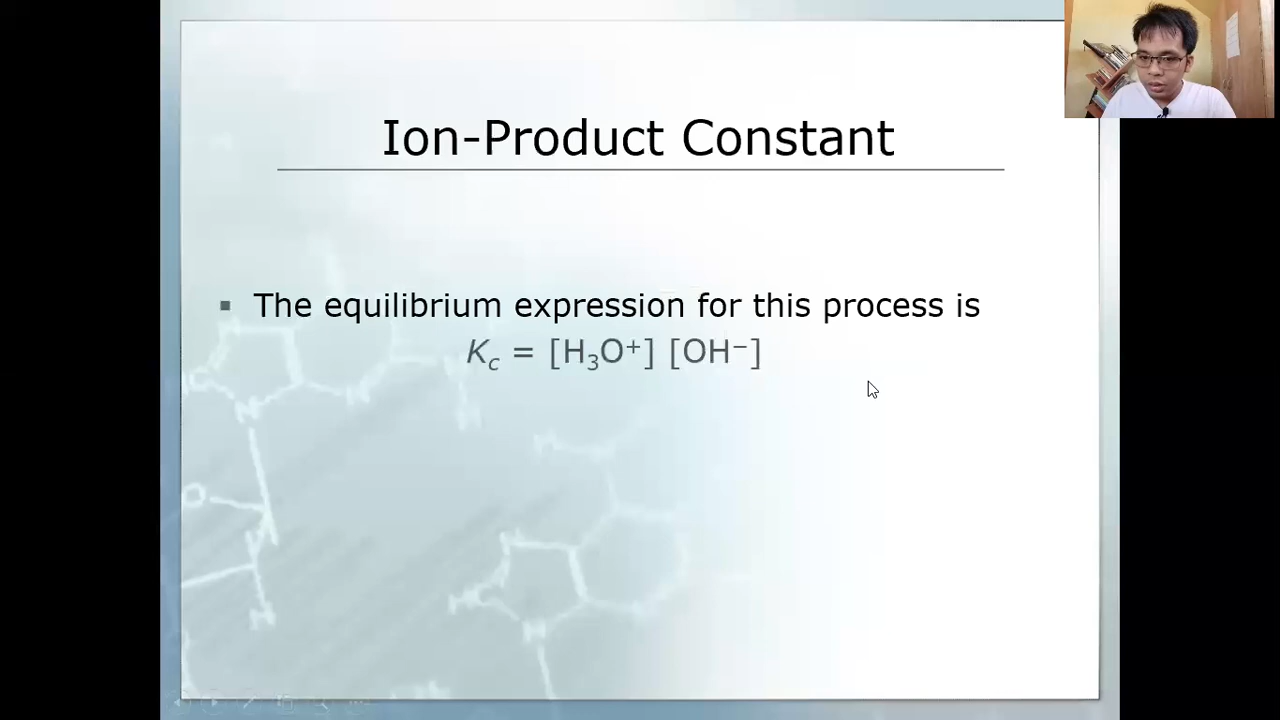 Ion-Product Constant
▪ The equilibrium expression for this process is
Kc = [H₃O⁺] [OH⁻]